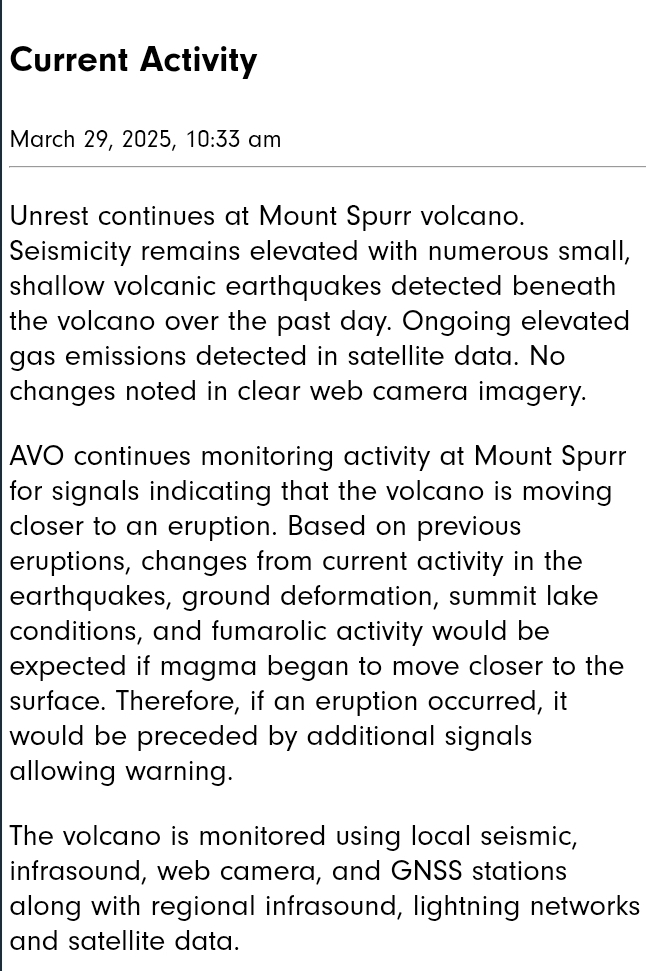 Current Activity
March 29, 2025, 10:33 am
Unrest continues at Mount Spurr volcano.
Seismicity remains elevated with numerous small,
shallow volcanic earthquakes detected beneath
the volcano over the past day. Ongoing elevated
gas emissions detected in satellite data. No
changes noted in clear web camera imagery.
AVO continues monitoring activity at Mount Spurr
for signals indicating that the volcano is moving
closer to an eruption. Based on previous
eruptions, changes from current activity in the
earthquakes, ground deformation, summit lake
conditions, and fumarolic activity would be
expected if magma began to move closer to the
surface. Therefore, if an eruption occurred, it
would be preceded by additional signals
allowing warning.
The volcano is monitored using local seismic,
infrasound, web camera, and GNSS stations
along with regional infrasound, lightning networks
and satellite data.